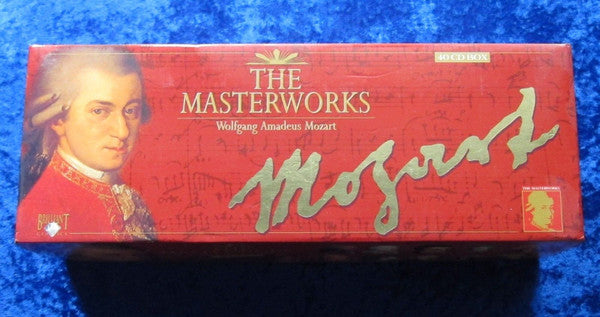 THE
MASTERWORKS
Wolfgang Amadeus Mozart
40 CD BOX
Mozart
BRILLIANT
THE MASTERWORKS